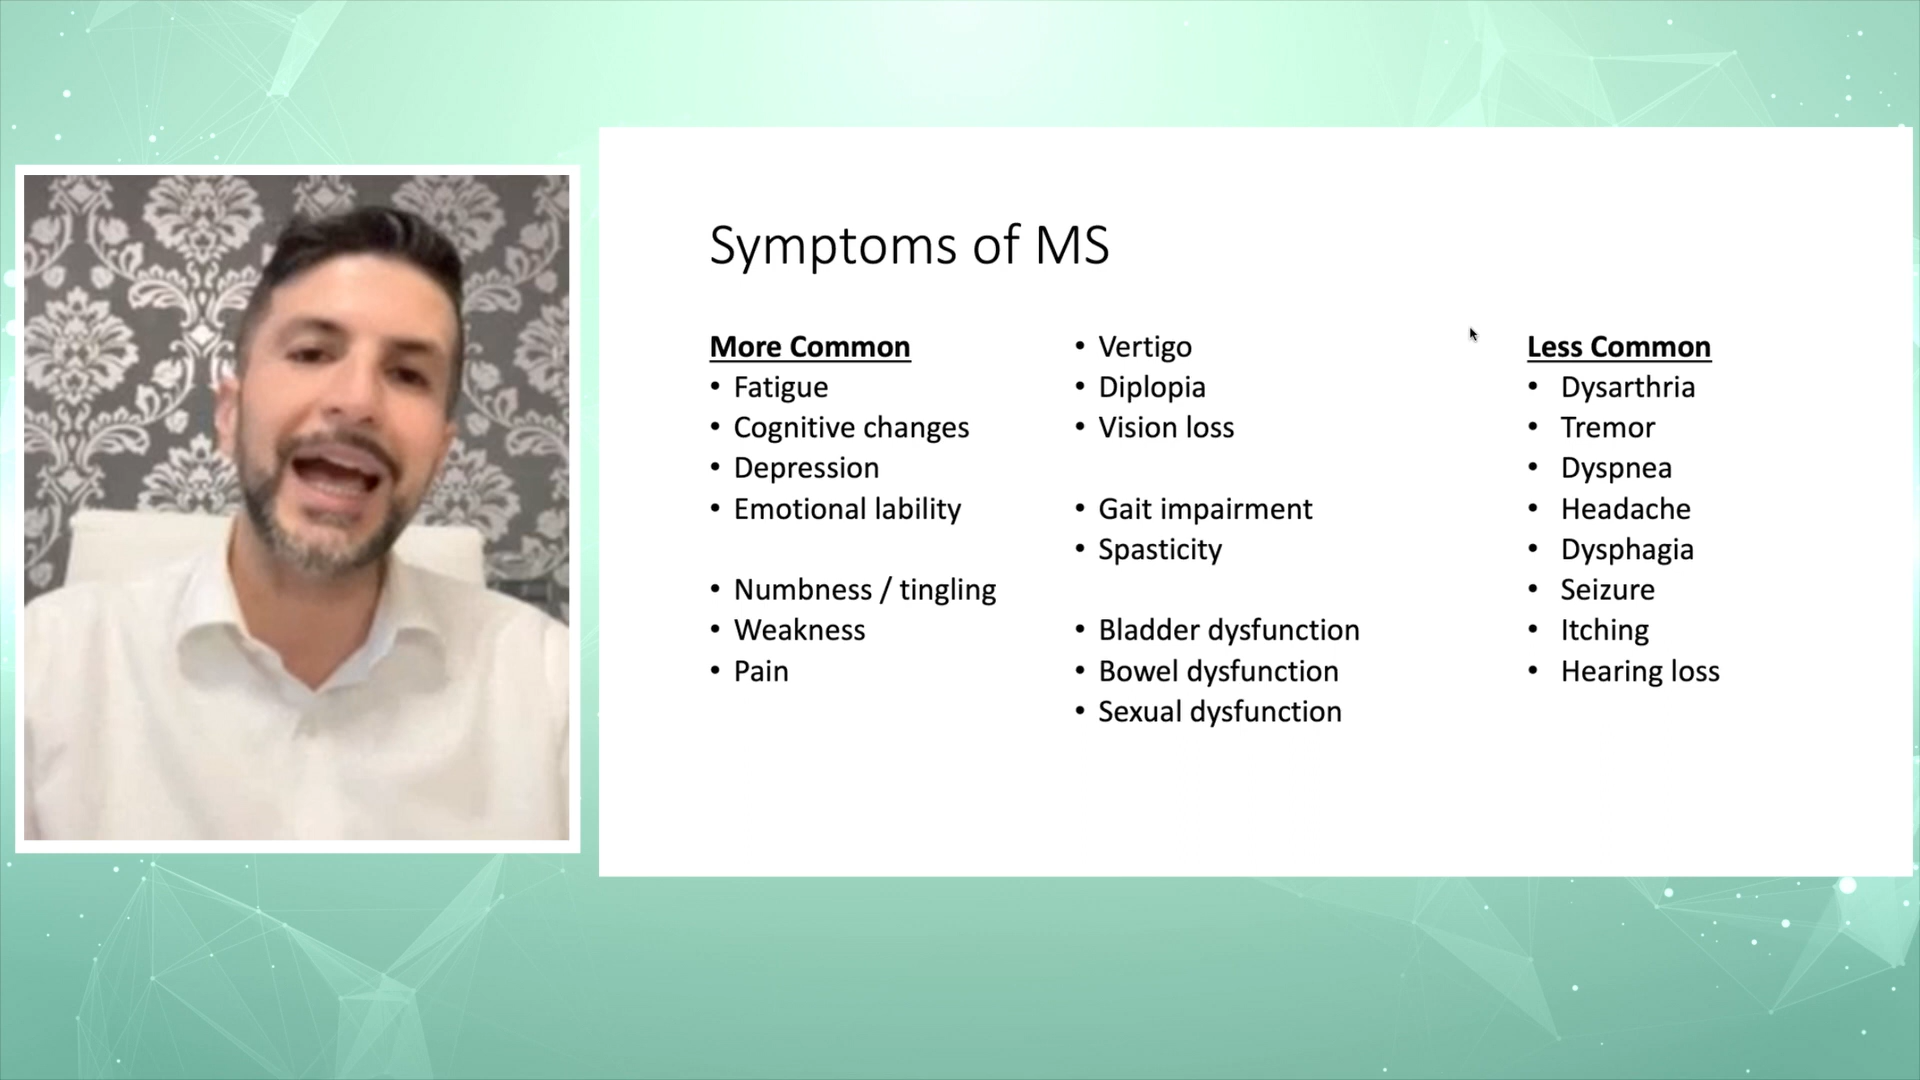 Symptoms of MS
More Common
• Fatigue
• Cognitive changes
• Depression
• Emotional lability
• Numbness / tingling
• Weakness
• Pain
• Vertigo
• Diplopia
• Vision loss
• Gait impairment
• Spasticity
• Bladder dysfunction
• Bowel dysfunction
• Sexual dysfunction
Less Common
• Dysarthria
• Tremor
• Dyspnea
• Headache
• Dysphagia
• Seizure
• Itching
• Hearing loss